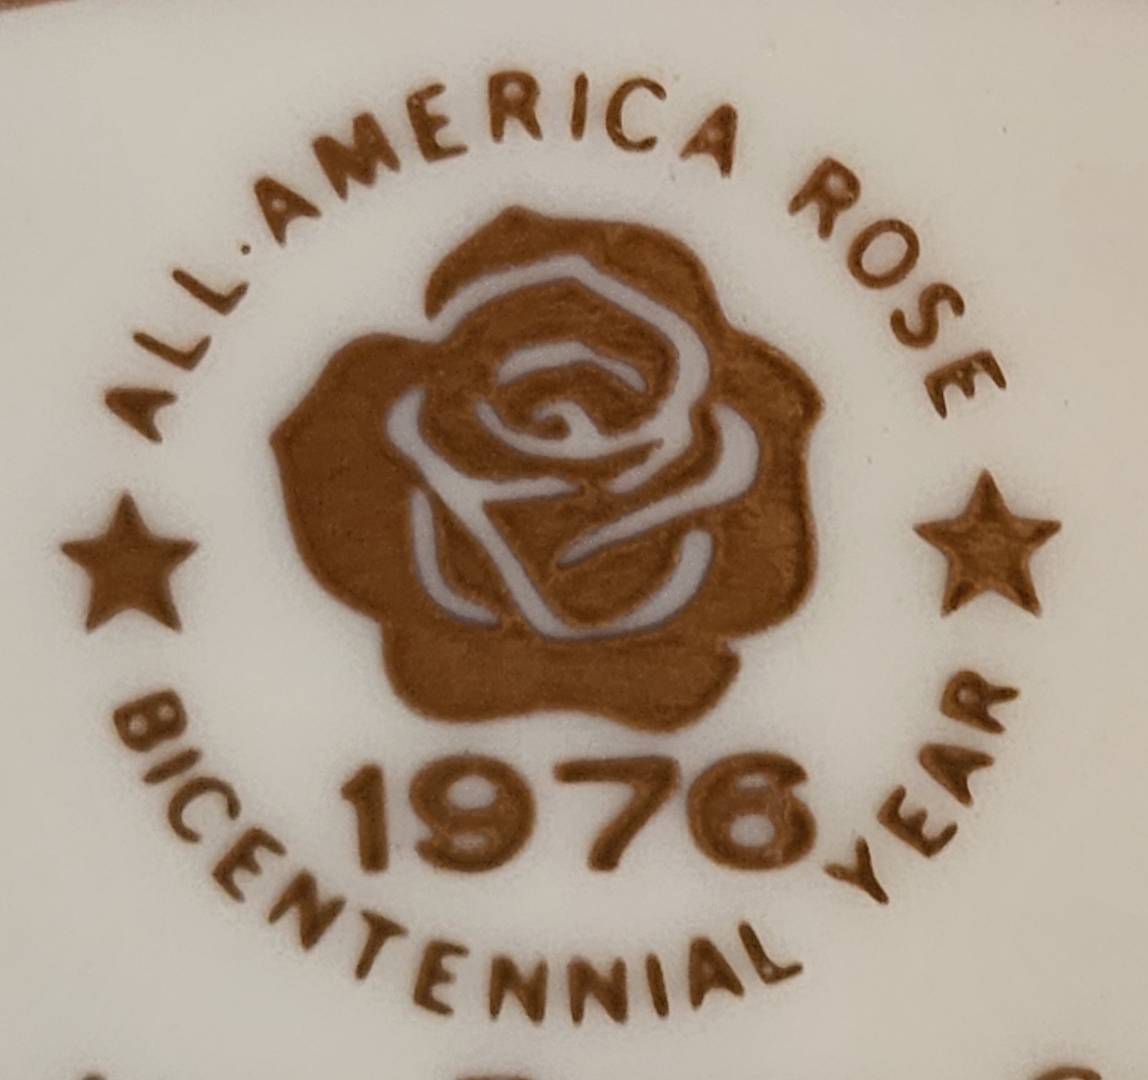 ALL·AMERICA ROSE
1976
BICENTENNIAL YEAR